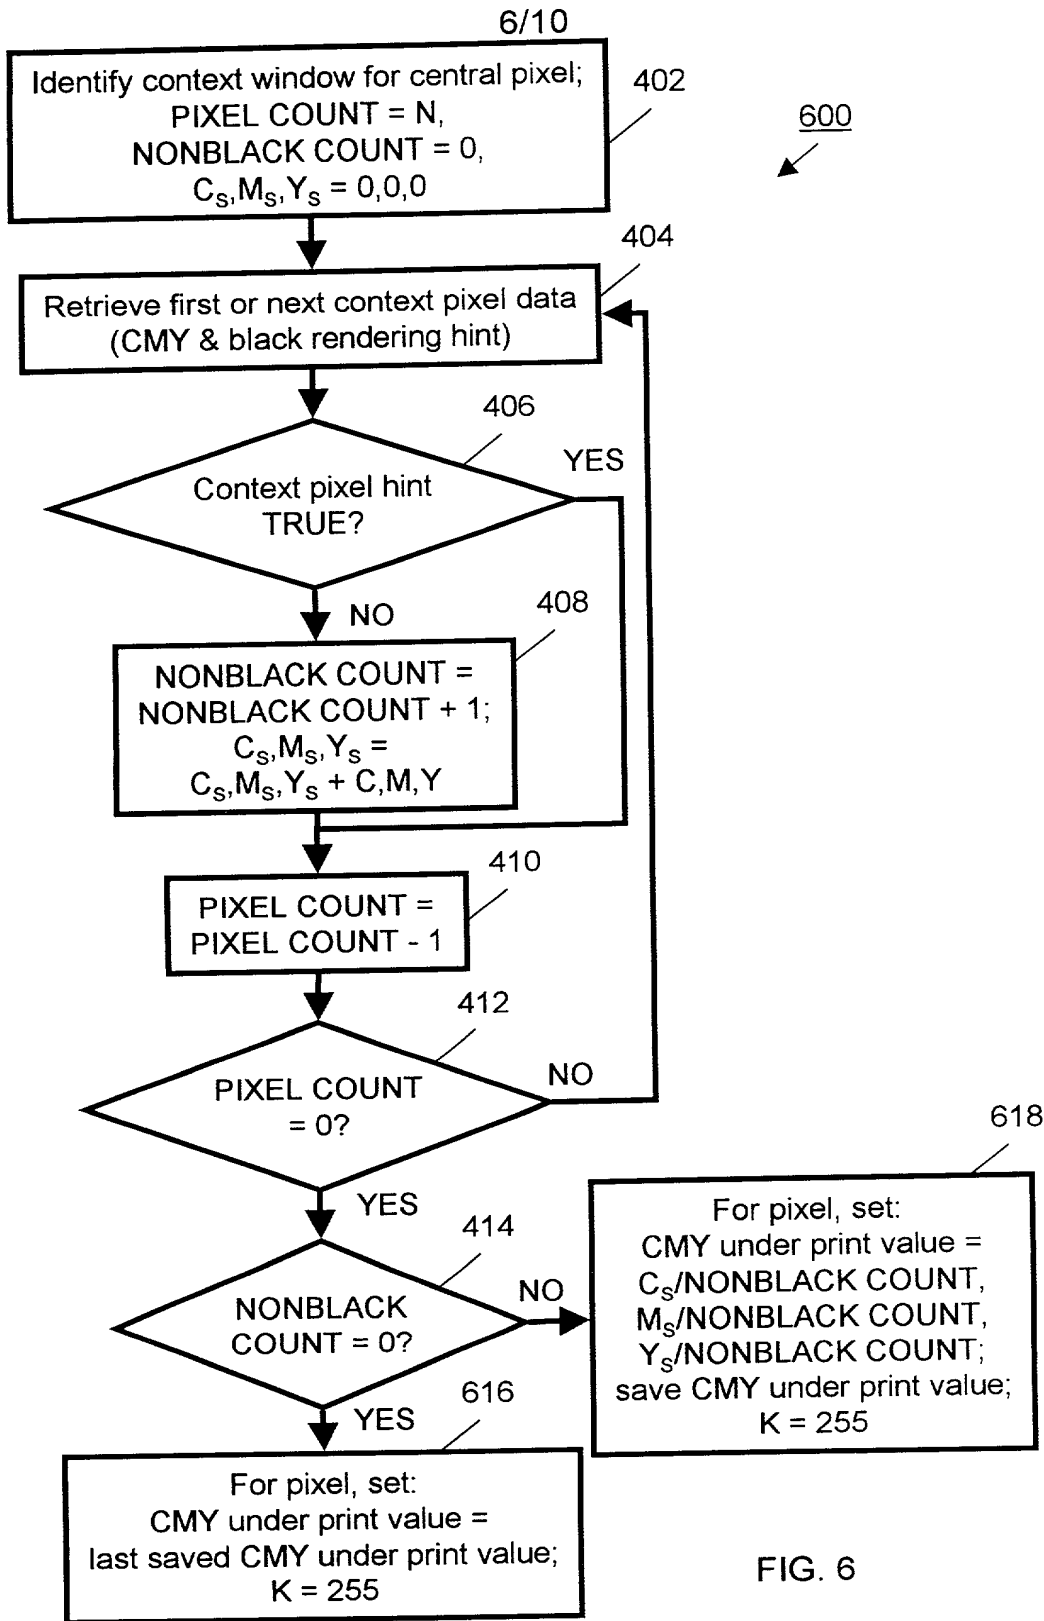 6/10
Identify context window for central pixel;
PIXEL COUNT = N,
NONBLACK COUNT = 0,
Cs,Ms,Ys = 0,0,0
402
600
404
Retrieve first or next context pixel data
(CMY & black rendering hint)
406
YES
Context pixel hint
TRUE?
NO
408
NONBLACK COUNT =
NONBLACK COUNT + 1;
Cs,Ms,Ys =
Cs,Ms,Ys + C,M,Y
410
PIXEL COUNT =
PIXEL COUNT - 1
412
PIXEL COUNT
= 0?
NO
YES
414
NONBLACK
COUNT = 0?
NO
618
For pixel, set:
CMY under print value =
Cs/NONBLACK COUNT,
Ms/NONBLACK COUNT,
Ys/NONBLACK COUNT;
save CMY under print value;
K = 255
YES
616
For pixel, set:
CMY under print value =
last saved CMY under print value;
K = 255
FIG. 6